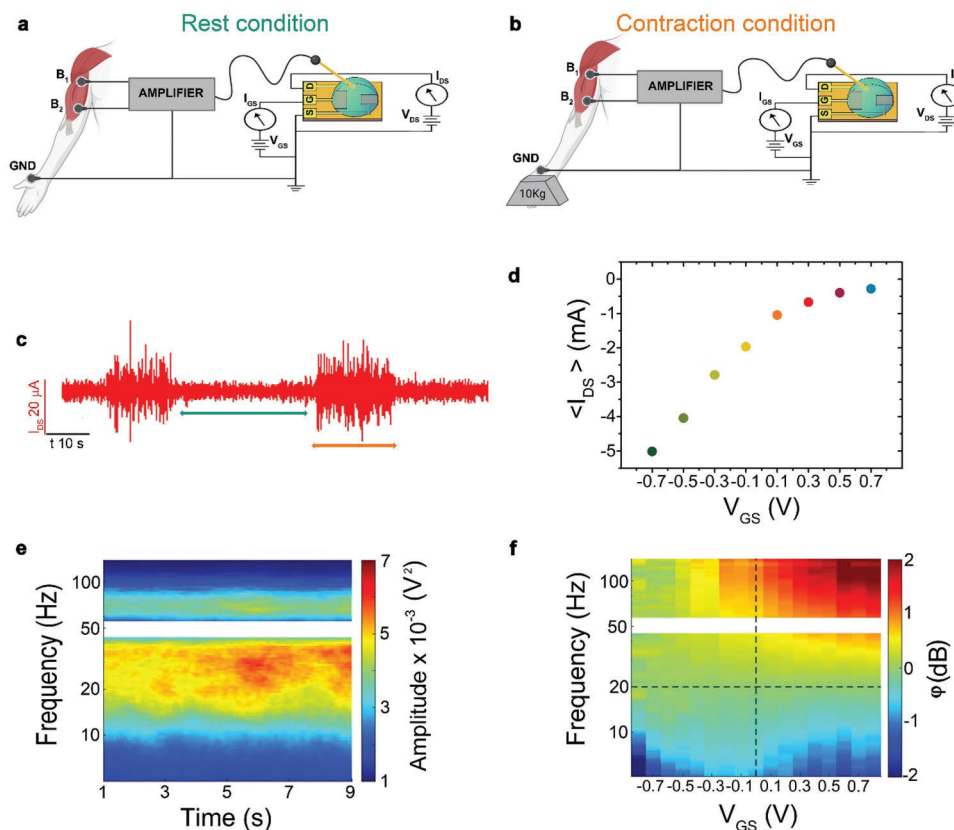 a
Rest condition
B1
B2
AMPLIFIER
GND
IGS
VGS
D
G
S
IDS
VDS
b
Contraction condition
B1
B2
AMPLIFIER
GND
10Kg
IGS
VGS
D
G
S
I
VDS
c
IDS 20 µA
t 10 s
d
<IDS> (mA)
0
-1
-2
-3
-4
-5
-0.7 -0.5 -0.3 -0.1 0.1 0.3 0.5 0.7
VGS (V)
e
Frequency (Hz)
100
50
20
10
1 3 5 7 9
Time (s)
7
5
3
1
Amplitude x 10-3 (V2)
f
Frequency (Hz)
100
50
20
10
-0.7 -0.5 -0.3 -0.1 0.1 0.3 0.5 0.7
VGS (V)
2
1
0
-1
-2
φ(dB)